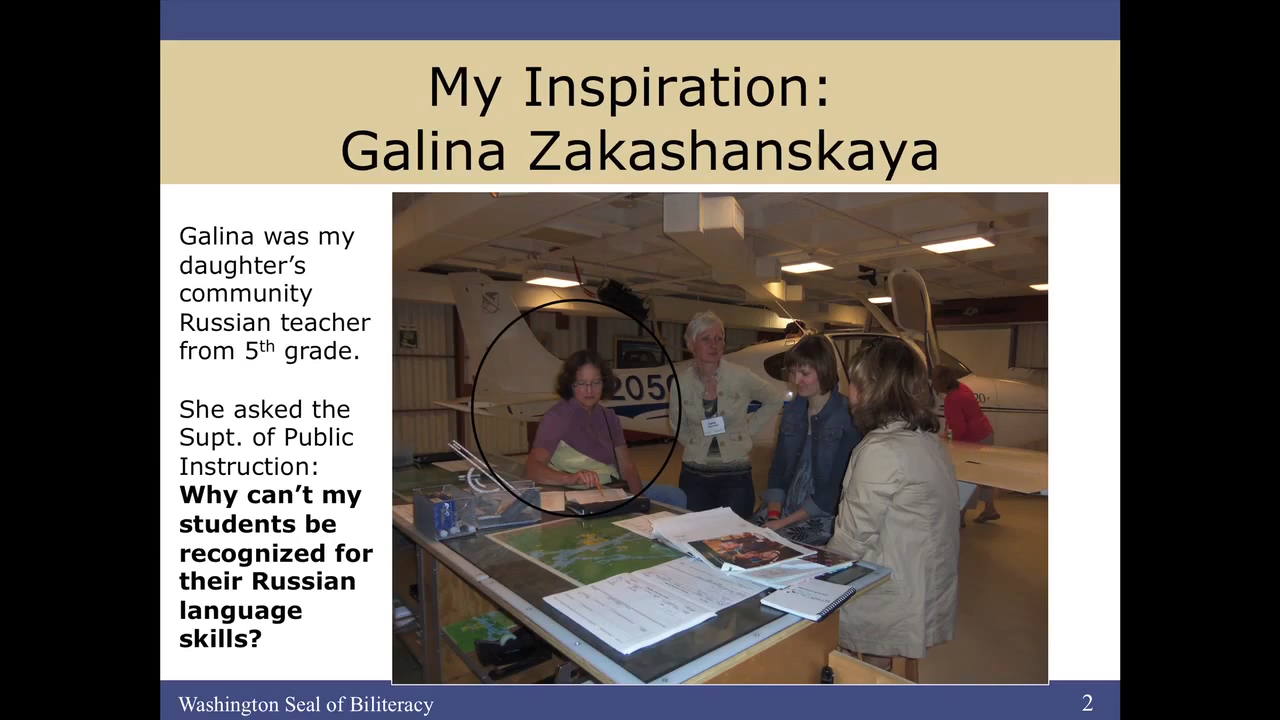 My Inspiration:
Galina Zakashanskaya
Galina was my
daughter’s
community
Russian teacher
from 5th grade.
She asked the
Supt. of Public
Instruction:
Why can’t my
students be
recognized for
their Russian
language
skills?
2050
20
Washington Seal of Biliteracy
2